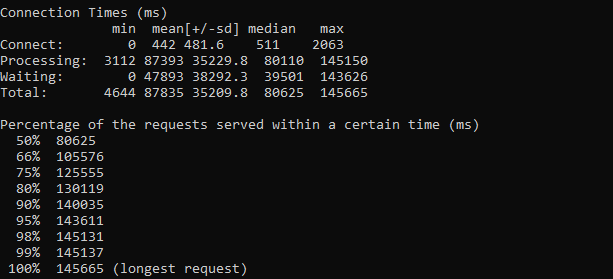 Connection Times (ms)
              min  mean[+/-sd] median   max
Connect:        0  442 481.6    511    2063
Processing:  3112 87393 35229.8  80110  145150
Waiting:        0 47893 38292.3  39501  143626
Total:       4644 87835 35209.8  80625  145665

Percentage of the requests served within a certain time (ms)
  50%  80625
  66%  105576
  75%  125555
  80%  130119
  90%  140035
  95%  143611
  98%  145131
  99%  145137
 100%  145665 (longest request)